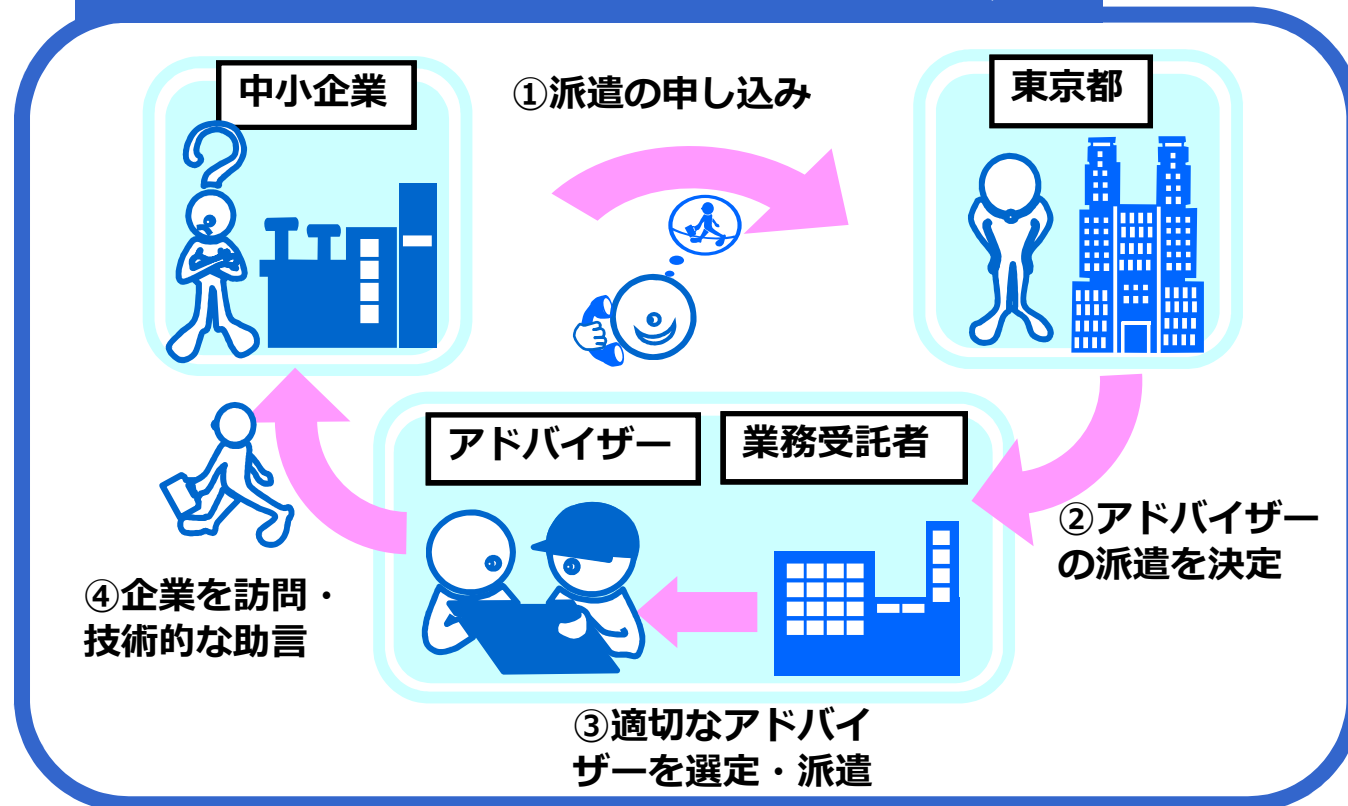 中小企業
①派遣の申し込み
東京都
アドバイザー
業務受託者
②アドバイザー
の派遣を決定
③適切なアドバイ
ザーを選定・派遣
④企業を訪問・
技術的な助言